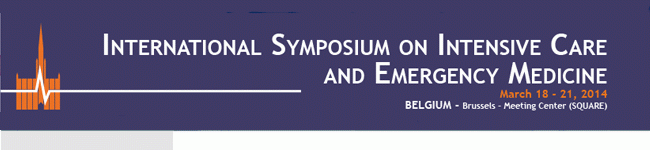 INTERNATIONAL SYMPOSIUM ON INTENSIVE CARE
AND EMERGENCY MEDICINE
March 18 - 21, 2014
BELGIUM - Brussels - Meeting Center (SQUARE)